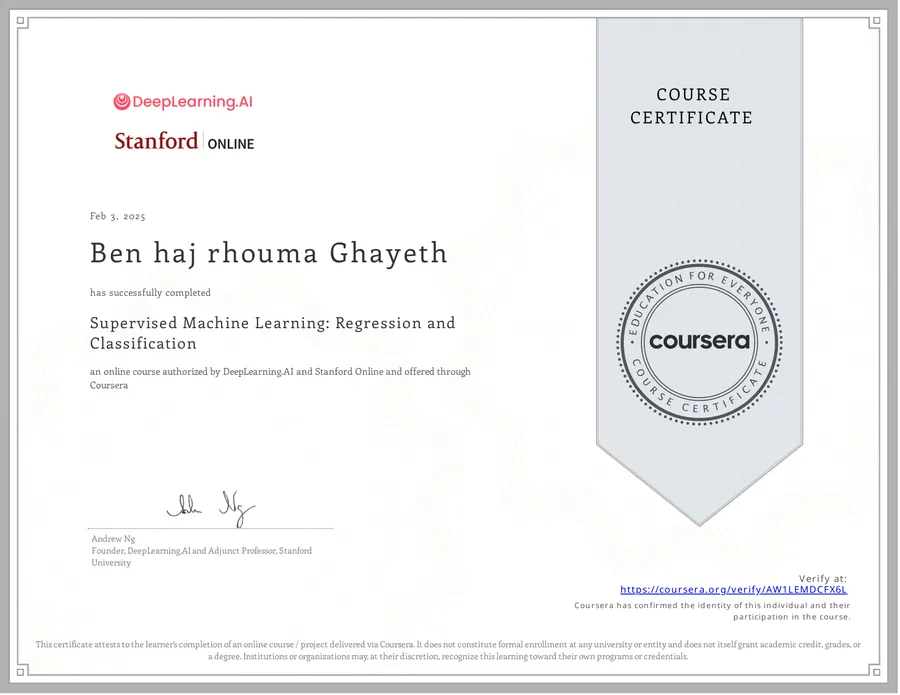 DeepLearning.AI
Stanford ONLINE
COURSE
CERTIFICATE
Feb 3, 2025
Ben haj rhouma Ghayeth
has successfully completed
Supervised Machine Learning: Regression and
Classification
an online course authorized by DeepLearning.AI and Stanford Online and offered through
Coursera
EDUCATION FOR EVERYONE
coursera
COURSE CERTIFICATE
Andrew Ng
Founder, DeepLearning.AI and Adjunct Professor, Stanford
University
Verify at:
https://coursera.org/verify/AW1LEMDCFX6L
Coursera has confirmed the identity of this individual and their
participation in the course.
This certificate attests to the learner's completion of an online course / project delivered via Coursera. It does not constitute formal enrollment at any university or entity and does not itself grant academic credit, grades, or
a degree. Institutions or organizations may, at their discretion, recognize this learning toward their own programs or credentials.